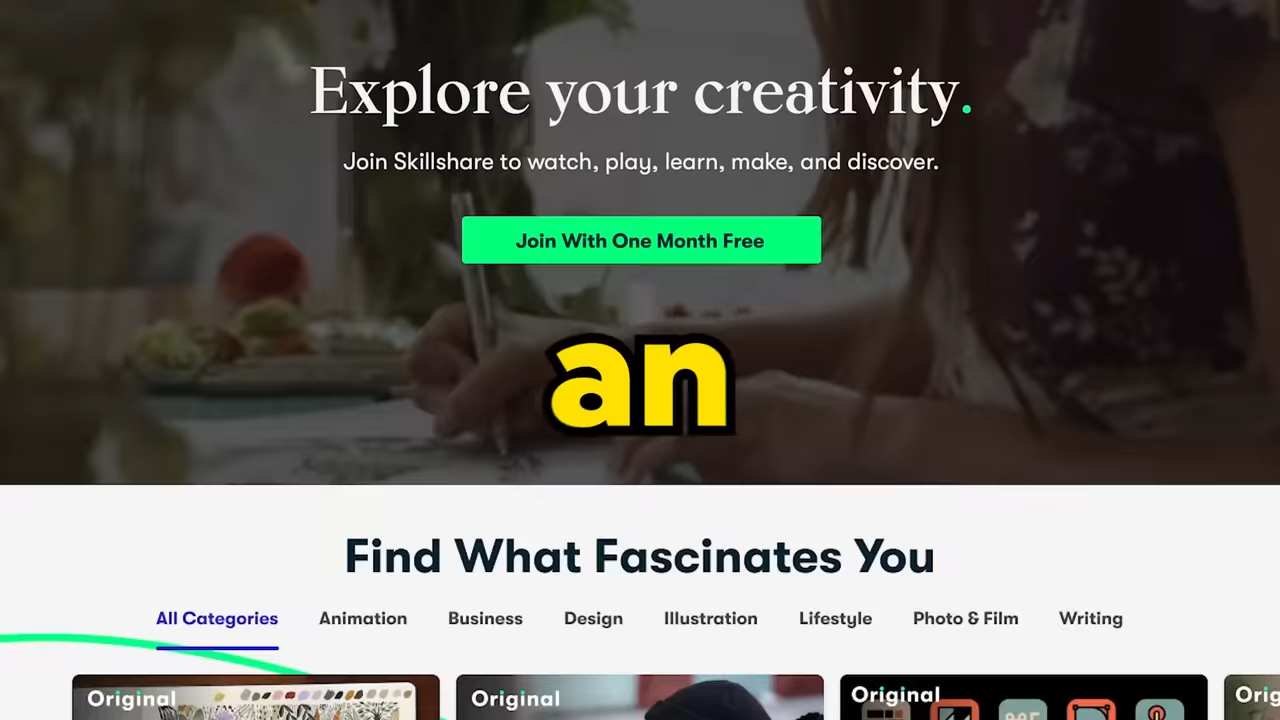 Explore your creativity.
Join Skillshare to watch, play, learn, make, and discover.
Join With One Month Free
an
Find What Fascinates You
All Categories Animation Business Design Illustration Lifestyle Photo & Film Writing
Original Original Original